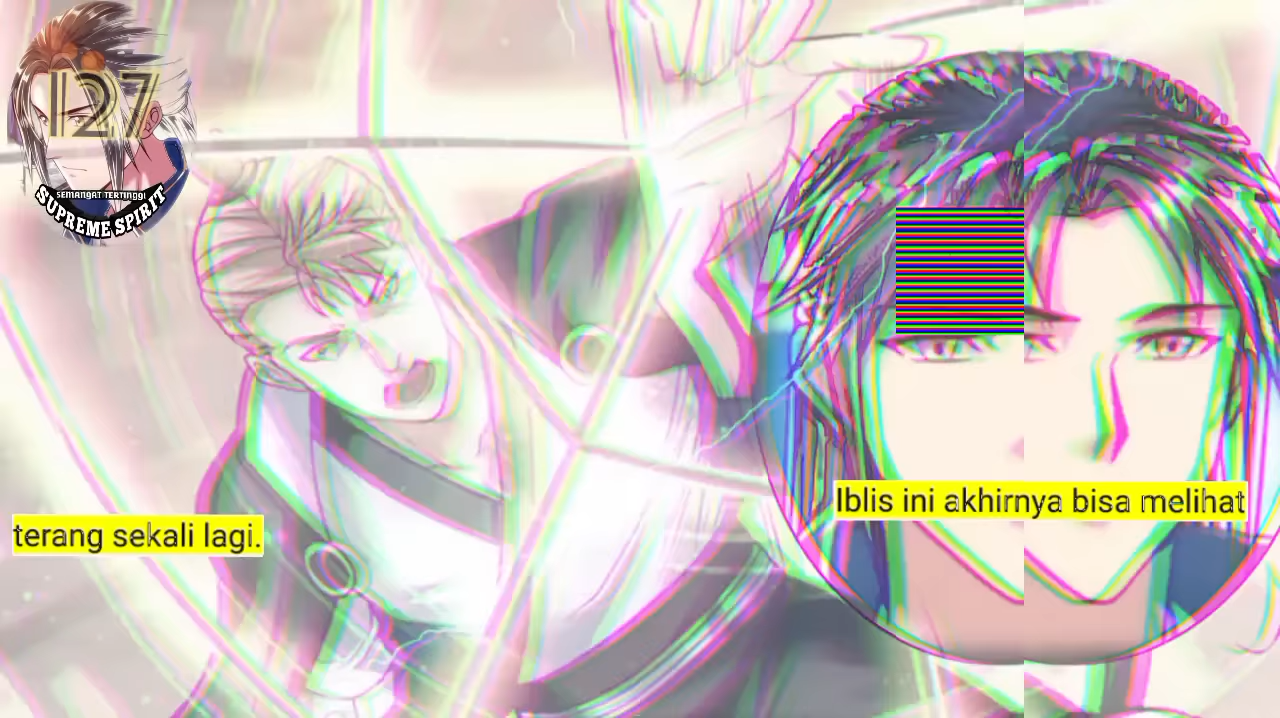 127
SEMANGAT TERTINGGI
SUPREME SPIRIT
Iblis ini akhirnya bisa melihat
terang sekali lagi.